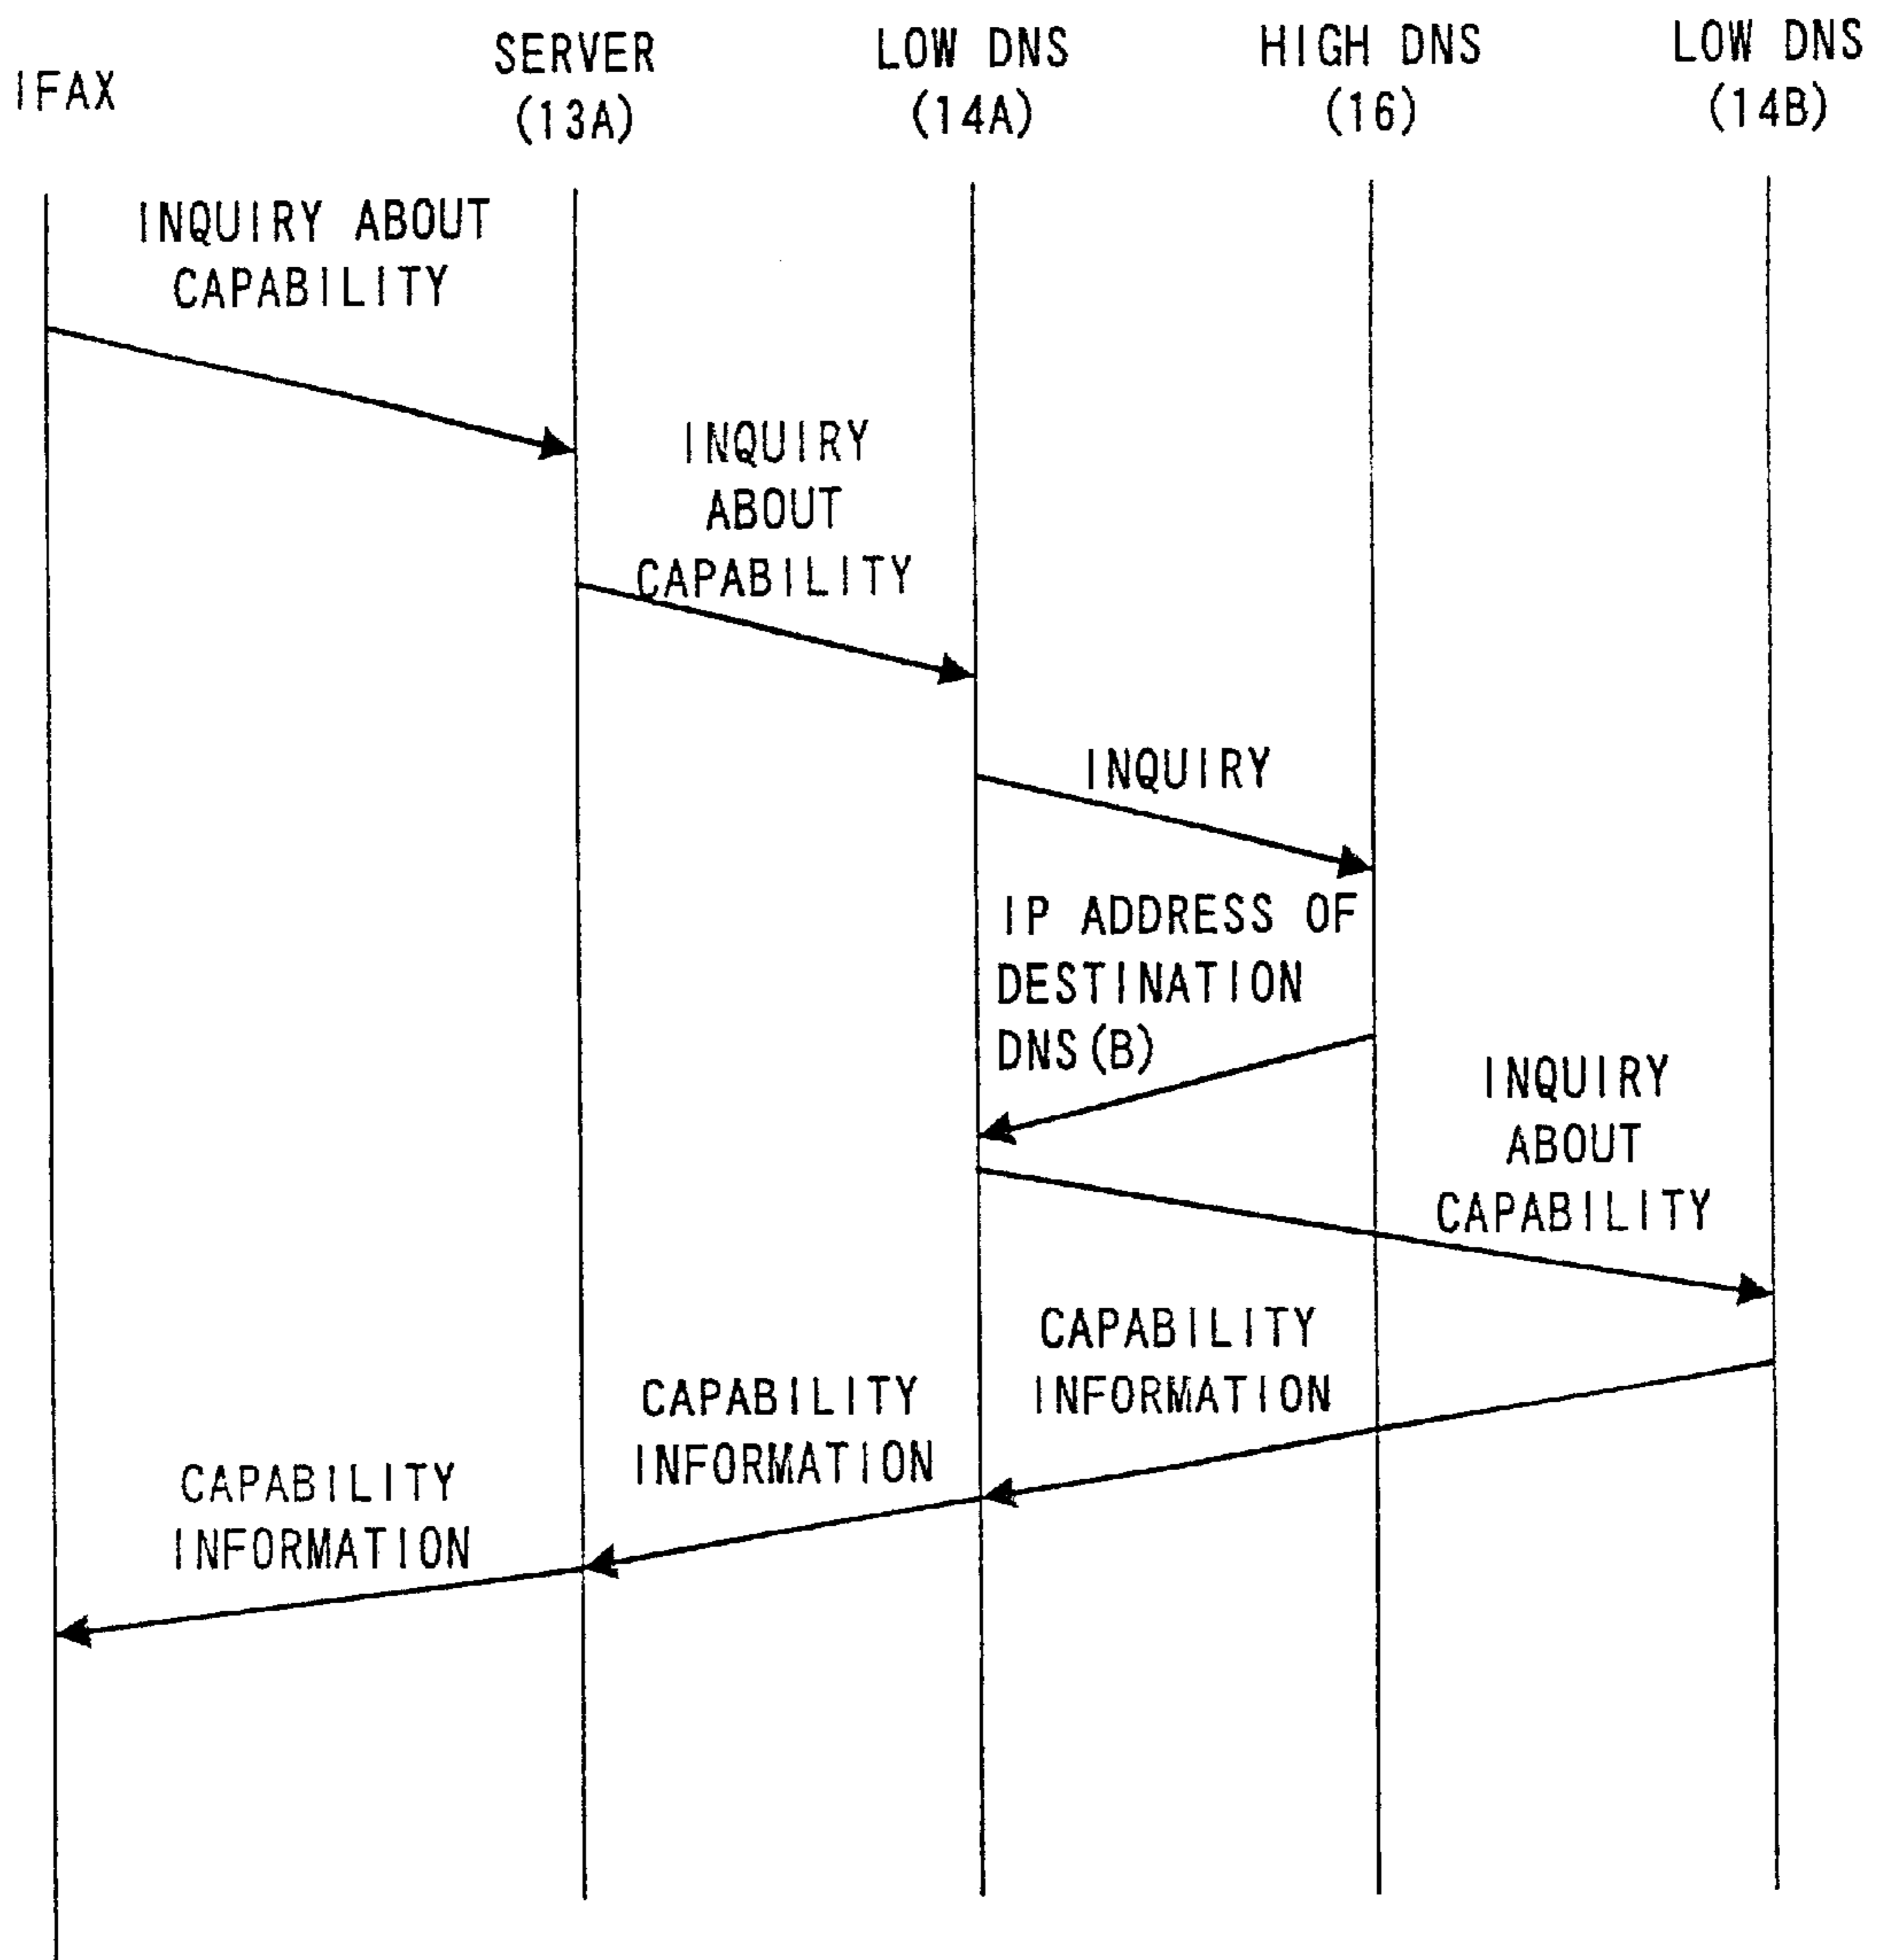 IFAX
SERVER
(13A)
LOW DNS
(14A)
HIGH DNS
(16)
LOW DNS
(14B)
INQUIRY ABOUT
CAPABILITY
INQUIRY
ABOUT
CAPABILITY
INQUIRY
IP ADDRESS OF
DESTINATION
DNS(B)
INQUIRY
ABOUT
CAPABILITY
CAPABILITY
INFORMATION
CAPABILITY
INFORMATION
CAPABILITY
INFORMATION